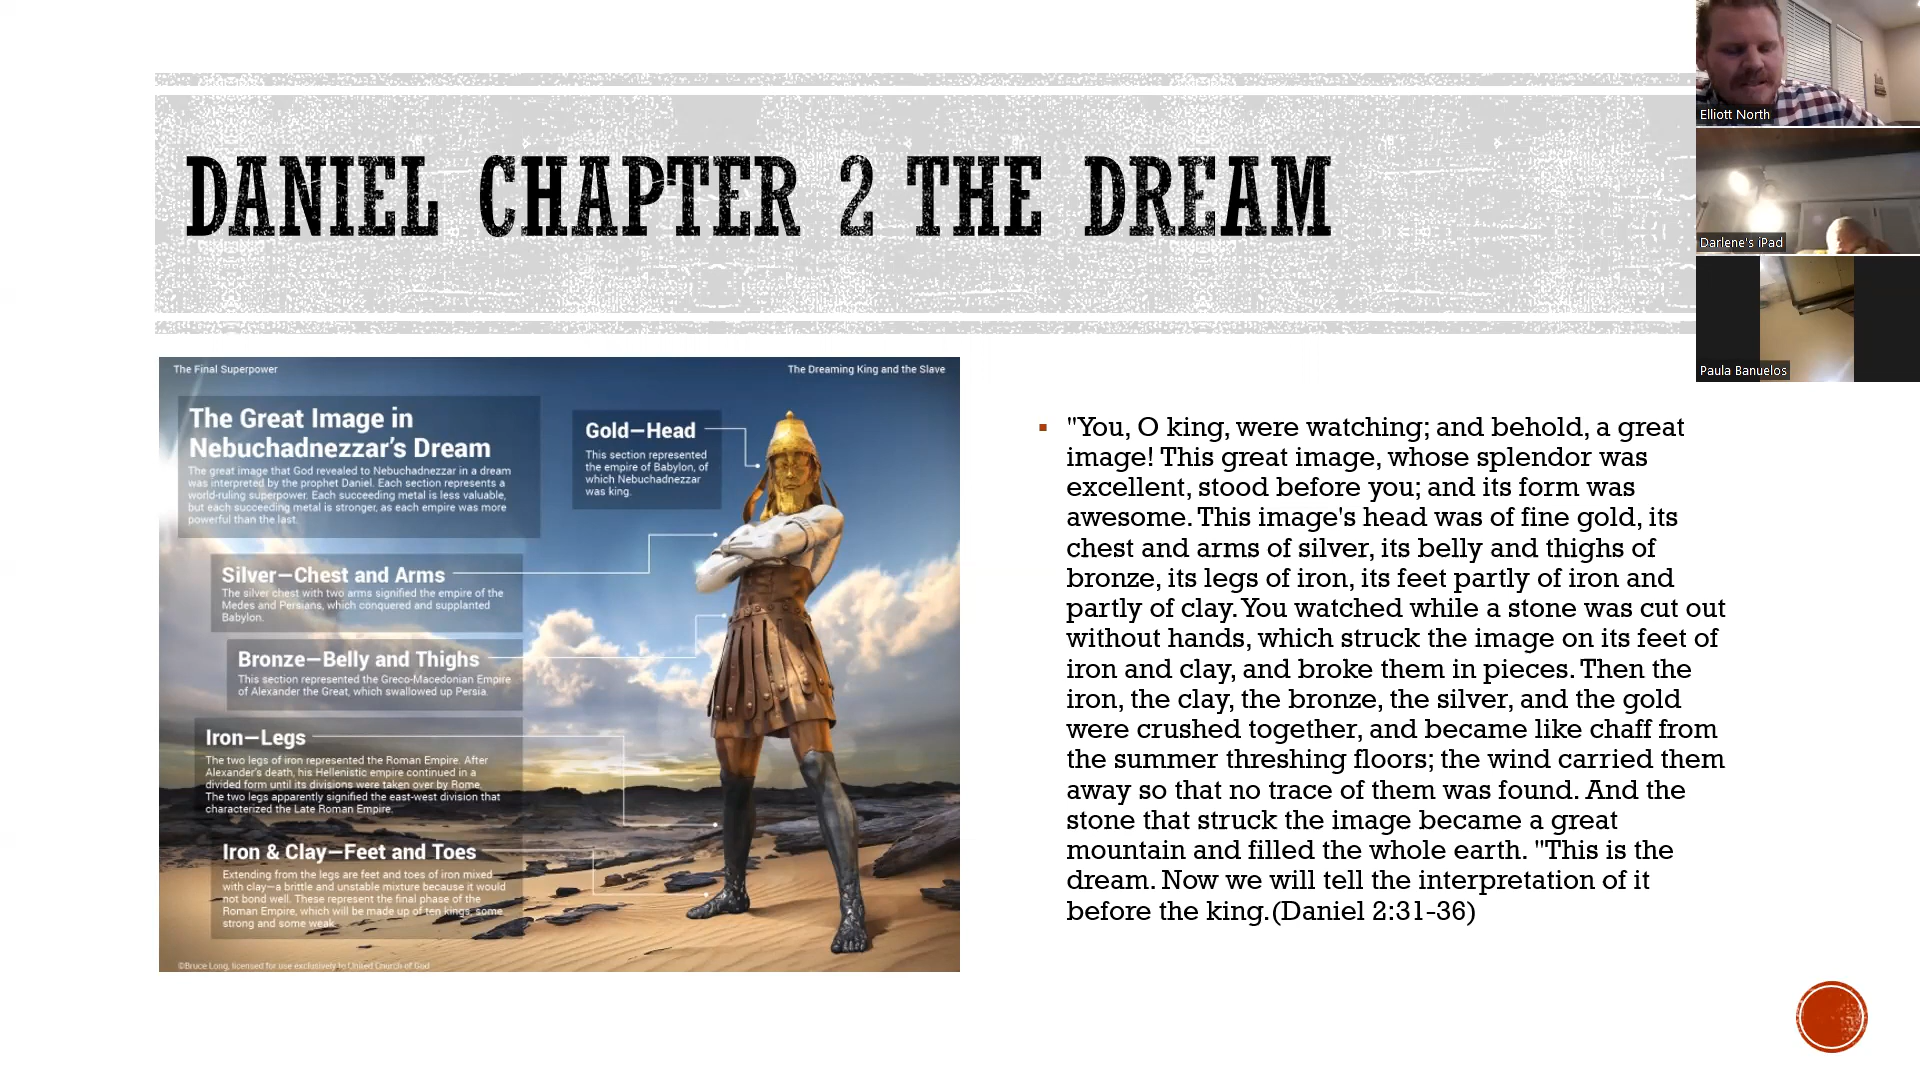 DANIEL CHAPTER 2 THE DREAM
The Final Superpower
The Dreaming King and the Slave
The Great Image in
Nebuchadnezzar's Dream
The great image that God revealed to Nebuchadnezzar in a dream
was interpreted by the prophet Daniel. Each section represents a
world-ruling superpower. Each succeeding metal is less valuable,
but each succeeding metal is stronger, as each empire was more
powerful than the last.
Gold—Head
This section represented
the empire of Babylon, of
which Nebuchadnezzar
was king.
Silver—Chest and Arms
The silver chest with two arms signified the empire of the
Medes and Persians, which conquered and supplanted
Babylon.
Bronze—Belly and Thighs
This section represented the Greco-Macedonian Empire
of Alexander the Great, which swallowed up Persia.
Iron—Legs
The two legs of iron represented the Roman Empire. After
Alexander's death, his Hellenistic empire continued in a
divided form until its divisions were taken over by Rome.
The two legs apparently signified the east-west division that
characterized the Late Roman Empire.
Iron & Clay—Feet and Toes
Extending from the legs are feet and toes of iron mixed
with clay—a brittle and unstable mixture because it would
not bond well. These represent the final phase of the
Roman Empire, which will be made up of ten kings, some
strong and some weak.
©Bruce Long, licensed for use exclusively to United Church of God
"You, O king, were watching; and behold, a great
image! This great image, whose splendor was
excellent, stood before you; and its form was
awesome. This image's head was of fine gold, its
chest and arms of silver, its belly and thighs of
bronze, its legs of iron, its feet partly of iron and
partly of clay. You watched while a stone was cut out
without hands, which struck the image on its feet of
iron and clay, and broke them in pieces. Then the
iron, the clay, the bronze, the silver, and the gold
were crushed together, and became like chaff from
the summer threshing floors; the wind carried them
away so that no trace of them was found. And the
stone that struck the image became a great
mountain and filled the whole earth. "This is the
dream. Now we will tell the interpretation of it
before the king.(Daniel 2:31-36)
Elliott North
Darlene's iPad
Paula Banuelos